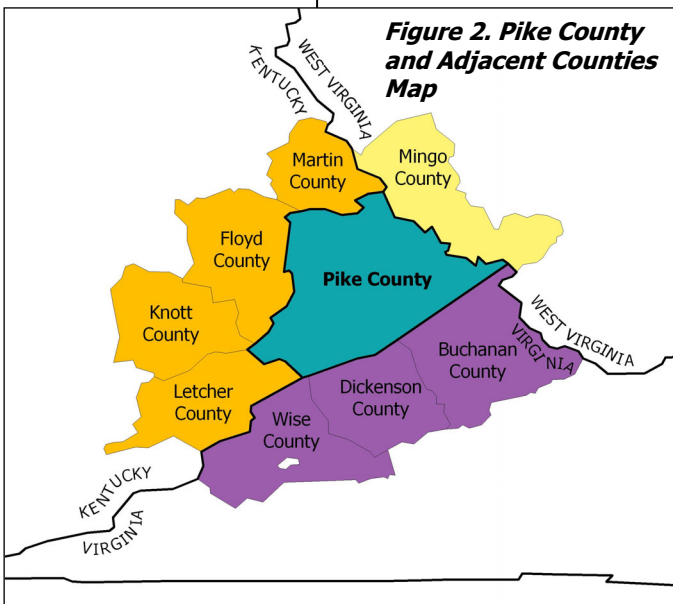 Figure 2. Pike County
and Adjacent Counties
Map
KENTUCKY
WEST VIRGINIA
Martin
County
Mingo
County
Floyd
County
Pike County
Knott
County
WEST VIRGINIA
VIRGINIA
Buchanan
County
Letcher
County
Dickenson
County
Wise
County
KENTUCKY
VIRGINIA